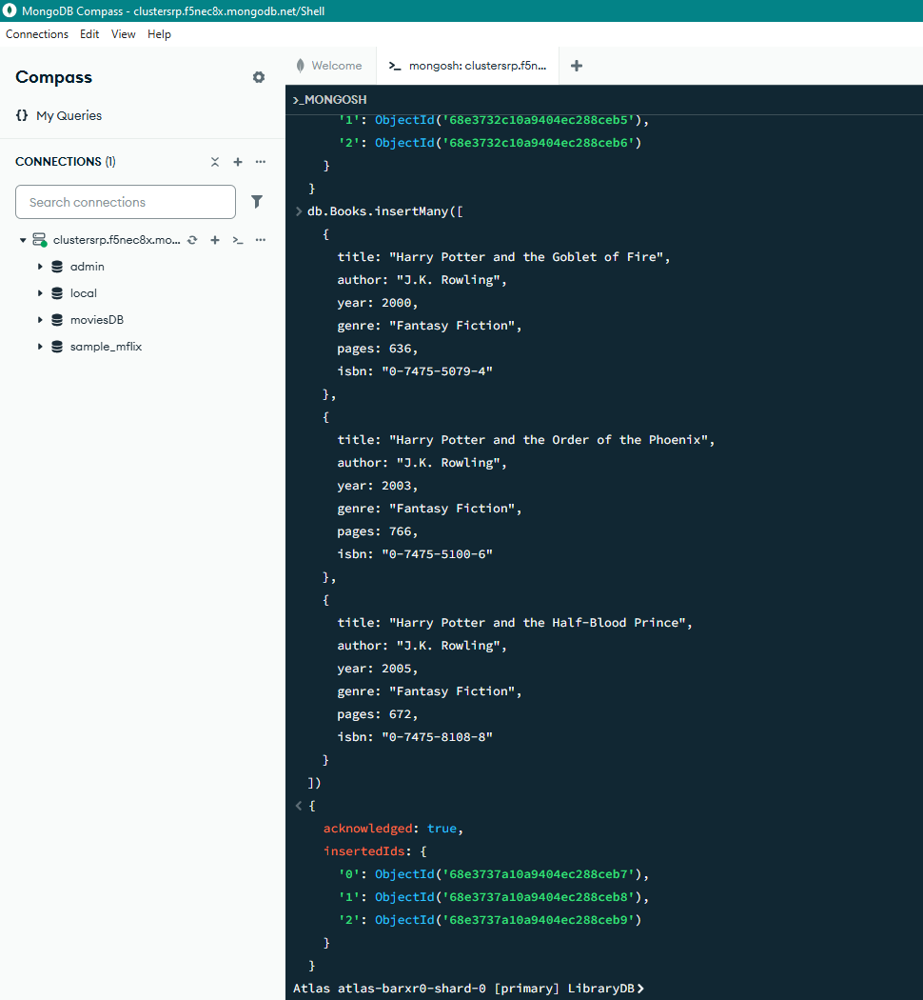 MongoDB Compass - clustersrp.f5nec8x.mongodb.net/Shell
Connections Edit View Help
Compass
{} My Queries
CONNECTIONS (1)
Search connections
clustersrp.f5nec8x.mo...
admin
local
moviesDB
sample_mflix
Welcome
>_ mongosh: clustersrp.f5n...
>_MONGOSH
'1': ObjectId('68e3732c10a9404ec288ceb5'),
'2': ObjectId('68e3732c10a9404ec288ceb6')
}
}
> db.Books.insertMany([
{
title: "Harry Potter and the Goblet of Fire",
author: "J.K. Rowling",
year: 2000,
genre: "Fantasy Fiction",
pages: 636,
isbn: "0-7475-5079-4"
},
{
title: "Harry Potter and the Order of the Phoenix",
author: "J.K. Rowling",
year: 2003,
genre: "Fantasy Fiction",
pages: 766,
isbn: "0-7475-5100-6"
},
{
title: "Harry Potter and the Half-Blood Prince",
author: "J.K. Rowling",
year: 2005,
genre: "Fantasy Fiction",
pages: 672,
isbn: "0-7475-8108-8"
}
])
< {
acknowledged: true,
insertedIds: {
'0': ObjectId('68e3737a10a9404ec288ceb7'),
'1': ObjectId('68e3737a10a9404ec288ceb8'),
'2': ObjectId('68e3737a10a9404ec288ceb9')
}
}
Atlas atlas-barxr0-shard-0 [primary] LibraryDB>